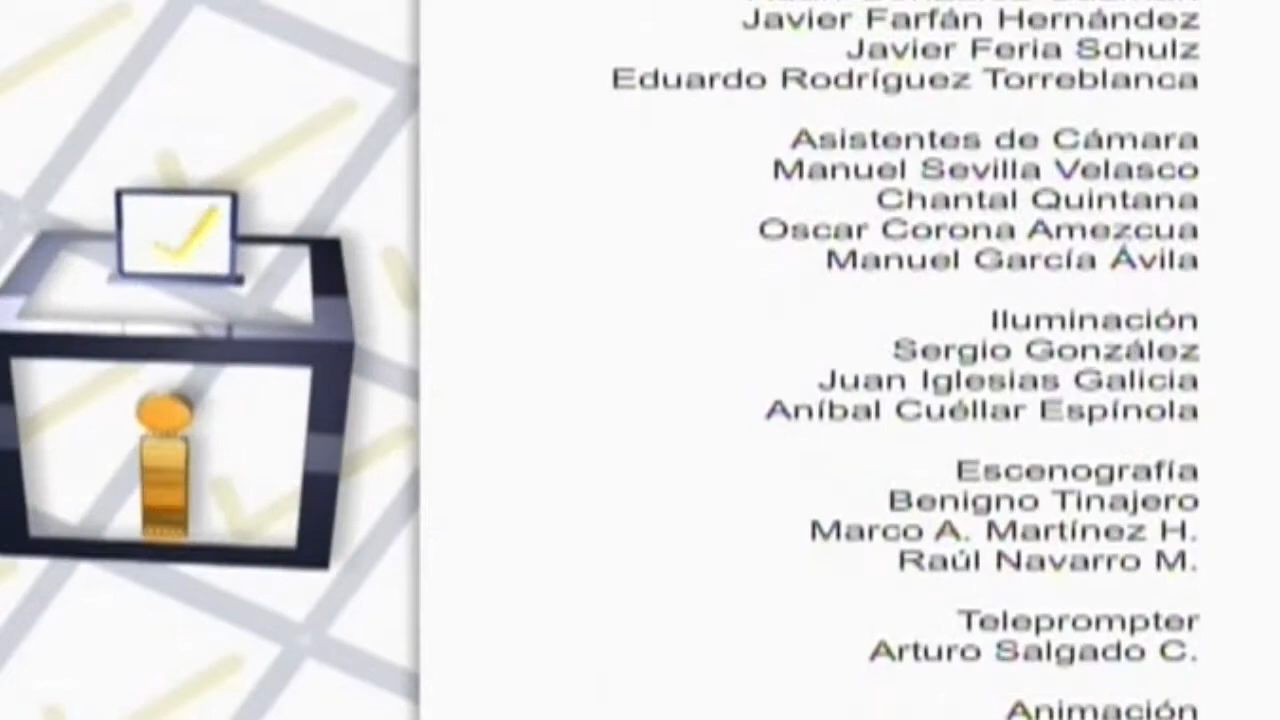 Javier Farfán Hernández
Javier Feria Schulz
Eduardo Rodríguez Torreblanca
Asistentes de Cámara
Manuel Sevilla Velasco
Chantal Quintana
Oscar Corona Amezcua
Manuel García Ávila
Iluminación
Sergio González
Juan Iglesias Galicia
Aníbal Cuéllar Espínola
Escenografía
Benigno Tinajero
Marco A. Martínez H.
Raúl Navarro M.
Teleprompter
Arturo Salgado C.
Animación